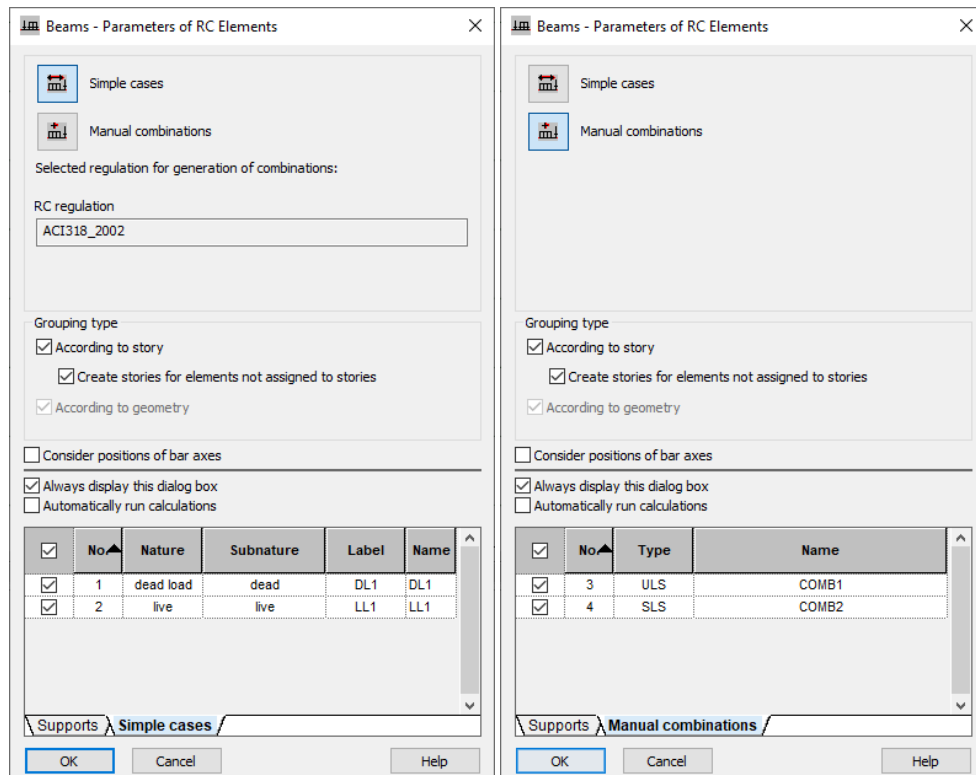 Beams - Parameters of RC Elements
Simple cases
Manual combinations
Selected regulation for generation of combinations:
RC regulation
ACI318_2002
Grouping type
According to story
Create stories for elements not assigned to stories
According to geometry
Consider positions of bar axes
Always display this dialog box
Automatically run calculations
No. Nature Subnature Label Name
1 dead load dead DL1 DL1
2 live live LL1 LL1
Supports Simple cases
OK Cancel Help
Beams - Parameters of RC Elements
Simple cases
Manual combinations
Grouping type
According to story
Create stories for elements not assigned to stories
According to geometry
Consider positions of bar axes
Always display this dialog box
Automatically run calculations
No. Type Name
3 ULS COMB1
4 SLS COMB2
Supports Manual combinations
OK Cancel Help